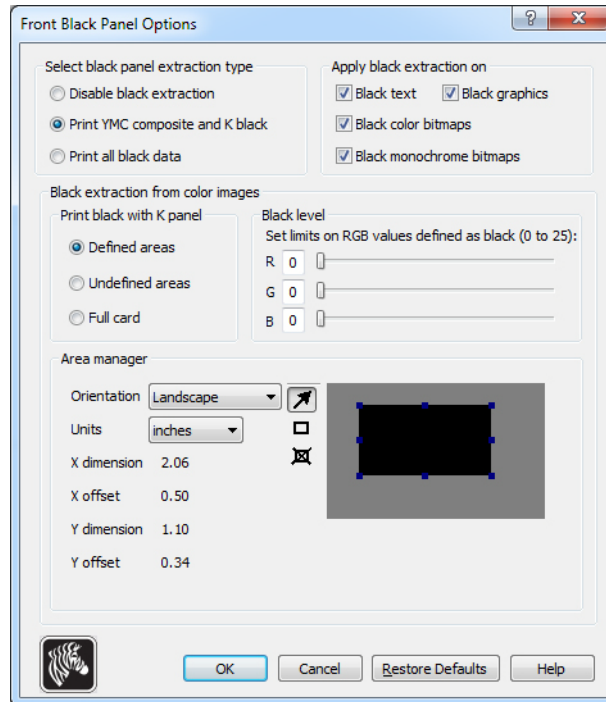 Front Black Panel Options
?
X
Select black panel extraction type
Disable black extraction
Print YMC composite and K black
Print all black data
Apply black extraction on
Black text
Black graphics
Black color bitmaps
Black monochrome bitmaps
Black extraction from color images
Print black with K panel
Defined areas
Undefined areas
Full card
Black level
Set limits on RGB values defined as black (0 to 25):
R 0
G 0
B 0
Area manager
Orientation Landscape
Units inches
X dimension 2.06
X offset 0.50
Y dimension 1.10
Y offset 0.34
OK
Cancel
Restore Defaults
Help